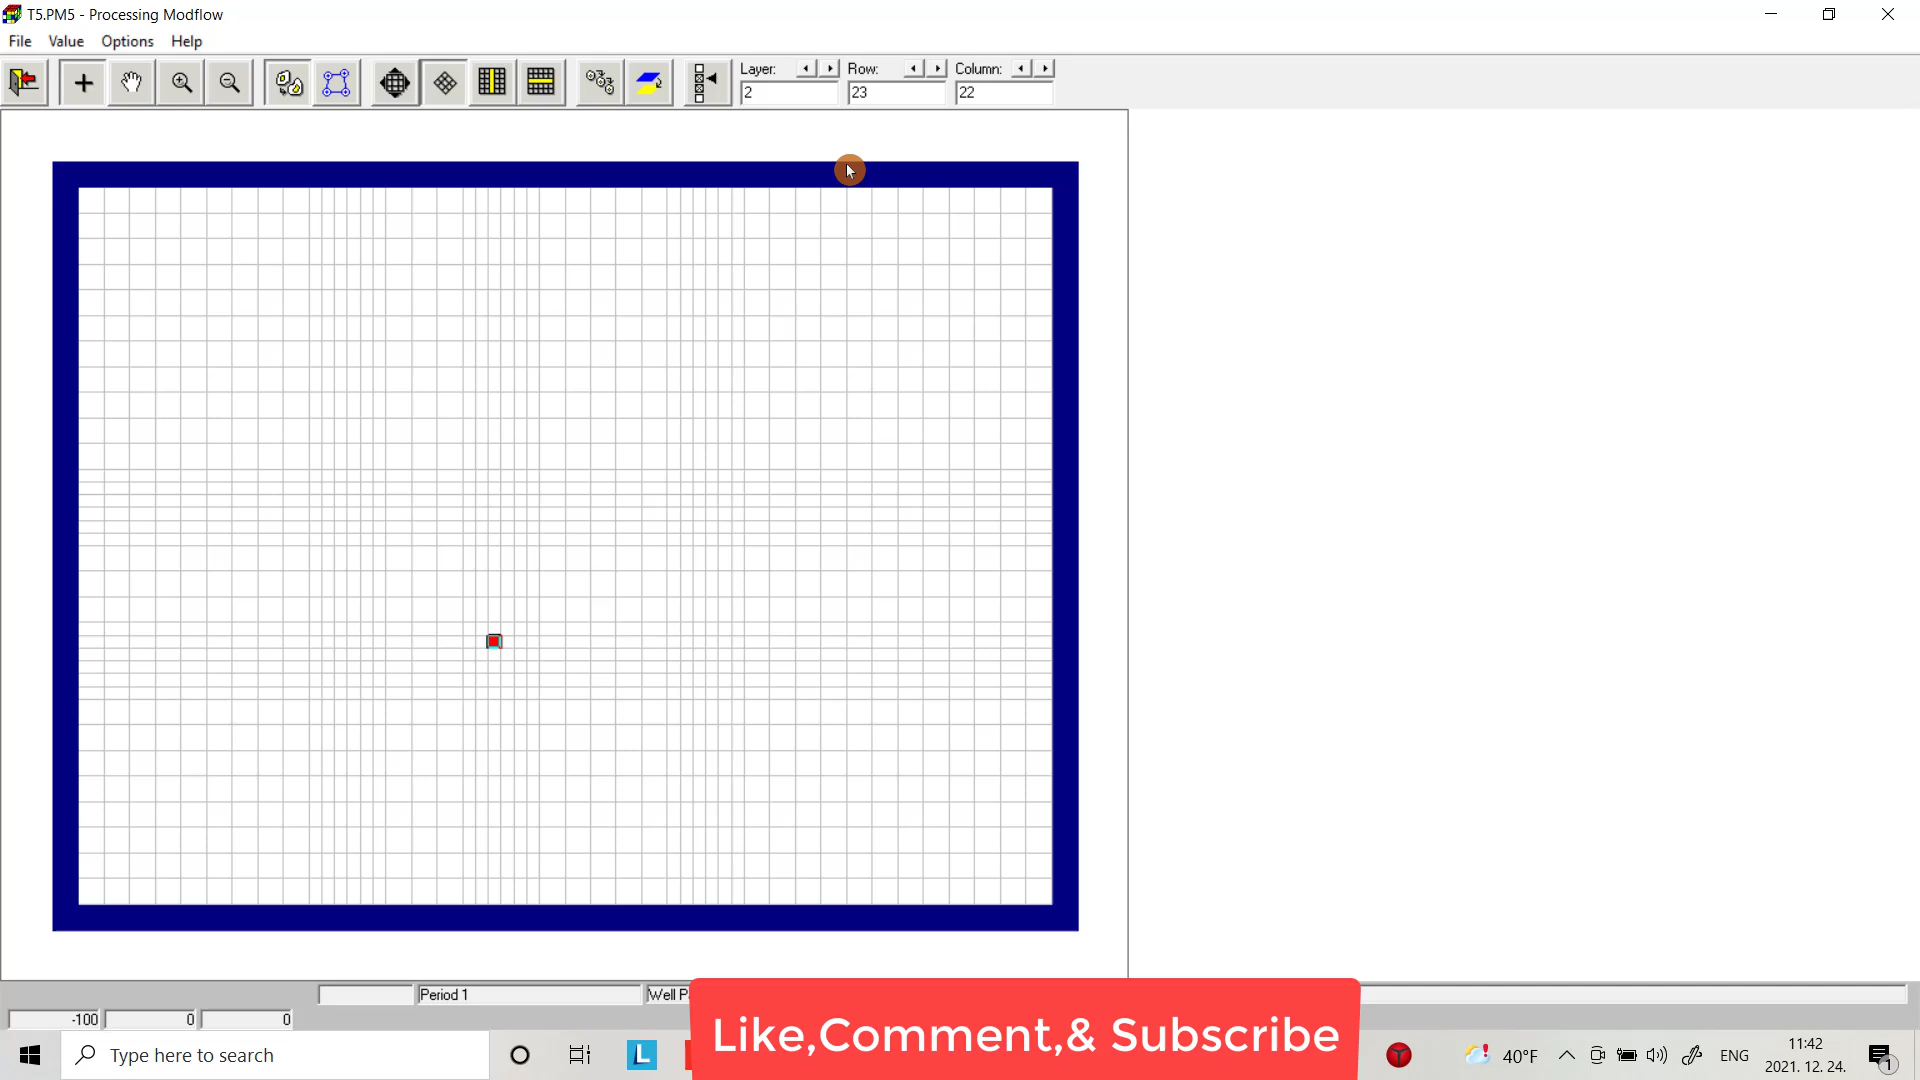 T5.PM5 - Processing Modflow
File Value Options Help
Layer: Row: Column:
2 23 22
Period 1 Well P
-100 0 0
Type here to search
L
Like,Comment,& Subscribe
40°F ENG
11:42
2021. 12. 24.
1